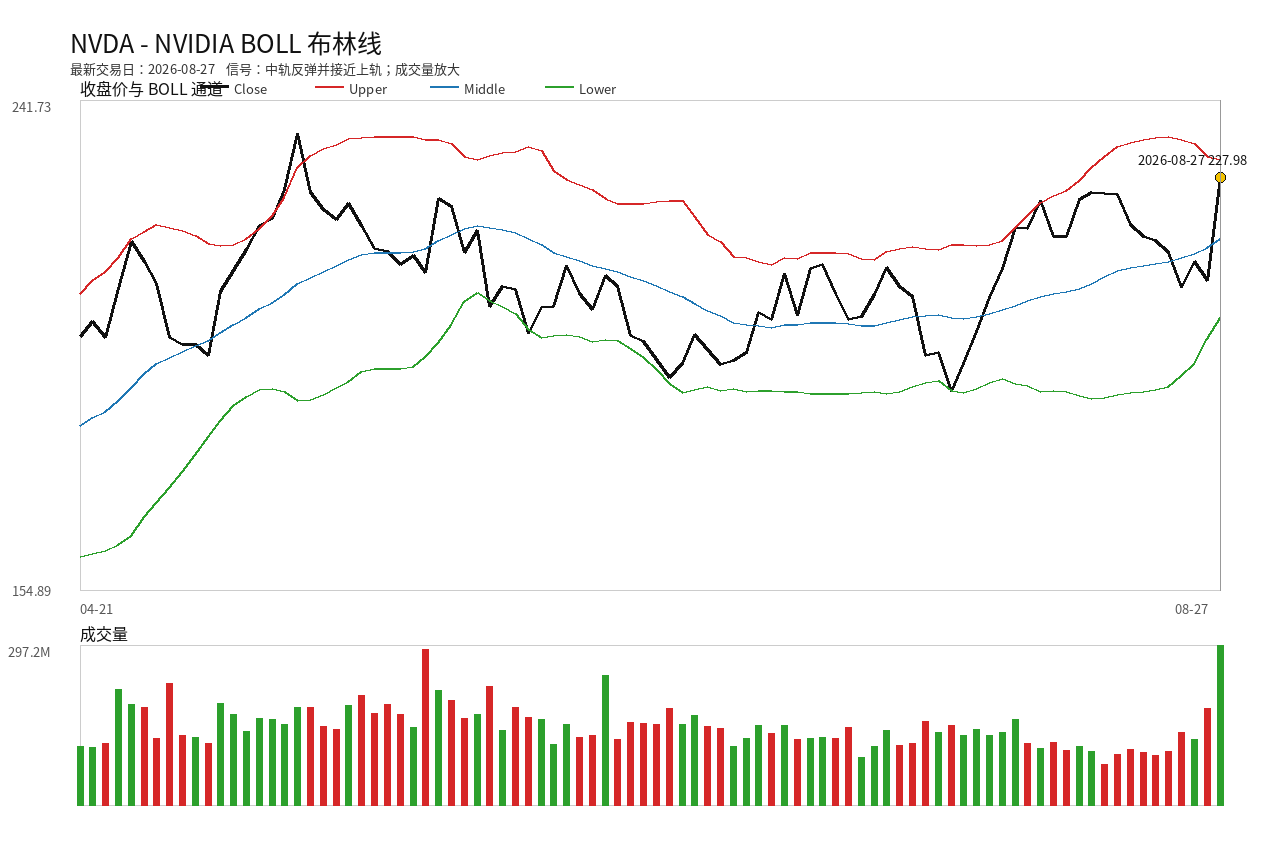 NVDA - NVIDIA BOLL 布林线
最新交易日：2026-08-27 信号：中轨反弹并接近上轨；成交量放大
收盘价与 BOLL 通道 Close Upper Middle Lower
241.73
2026-08-27 227.98
154.89
04-21 08-27
成交量
297.2M